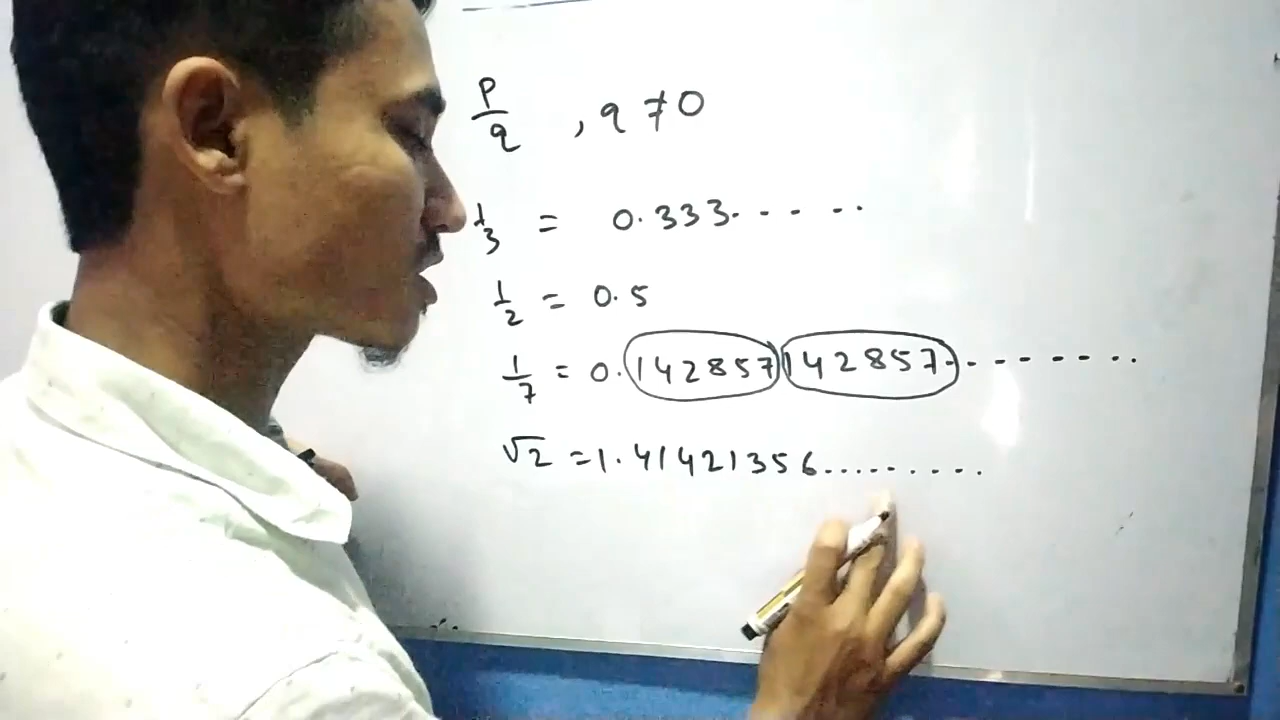 p/q , q ≠ 0
1/3 = 0.333......
1/2 = 0.5
1/7 = 0.142857142857........
√2 = 1.41421356.........